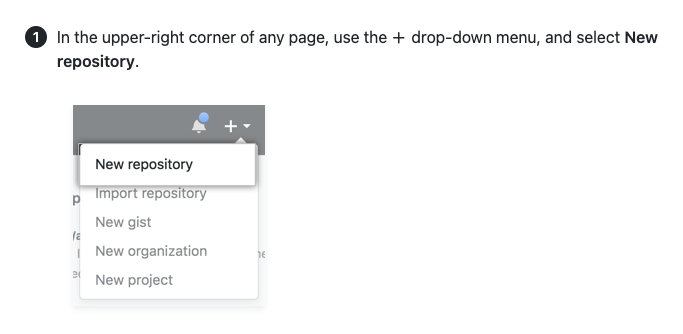 1 In the upper-right corner of any page, use the + drop-down menu, and select New
repository.
New repository
Import repository
New gist
New organization
New project